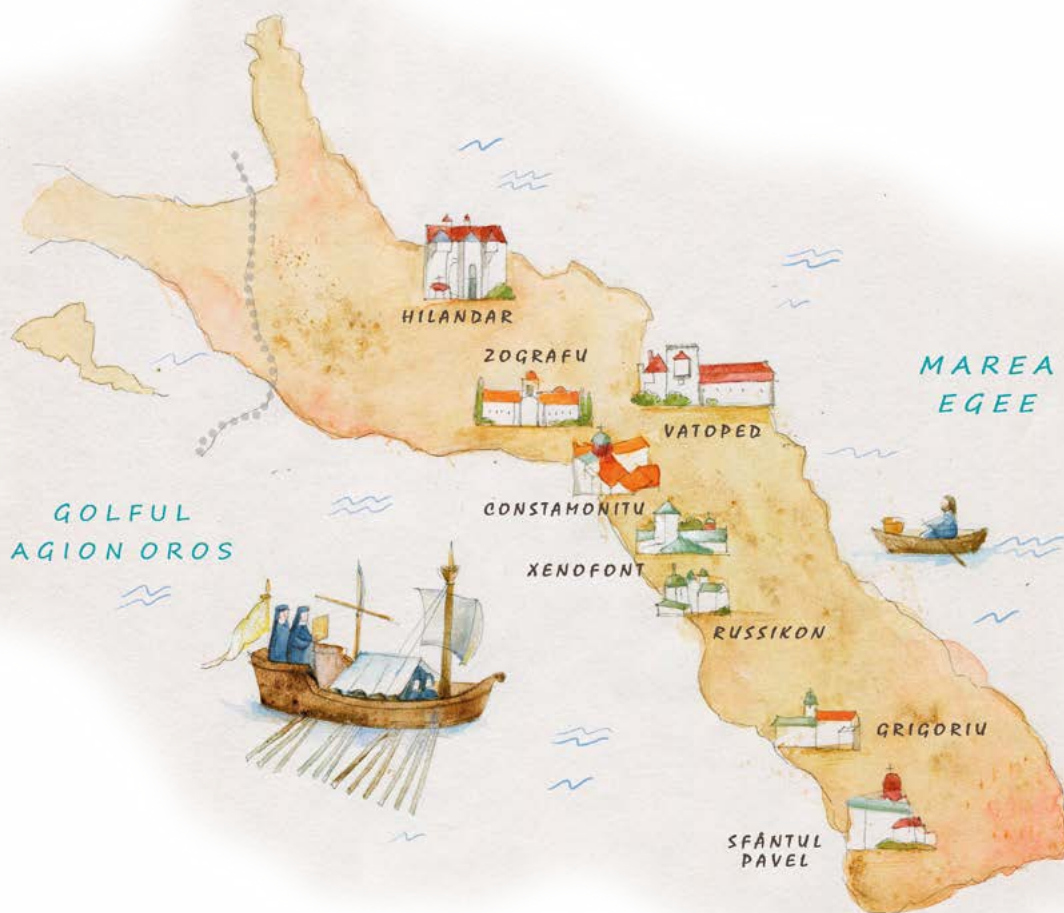 HILANDAR
ZOGRAFU
VATOPED
MAREA
EGEE
CONSTAMONITU
GOLFUL
AGION OROS
XENOFONT
RUSSIKON
GRIGORIU
SFÂNTUL
PAVEL